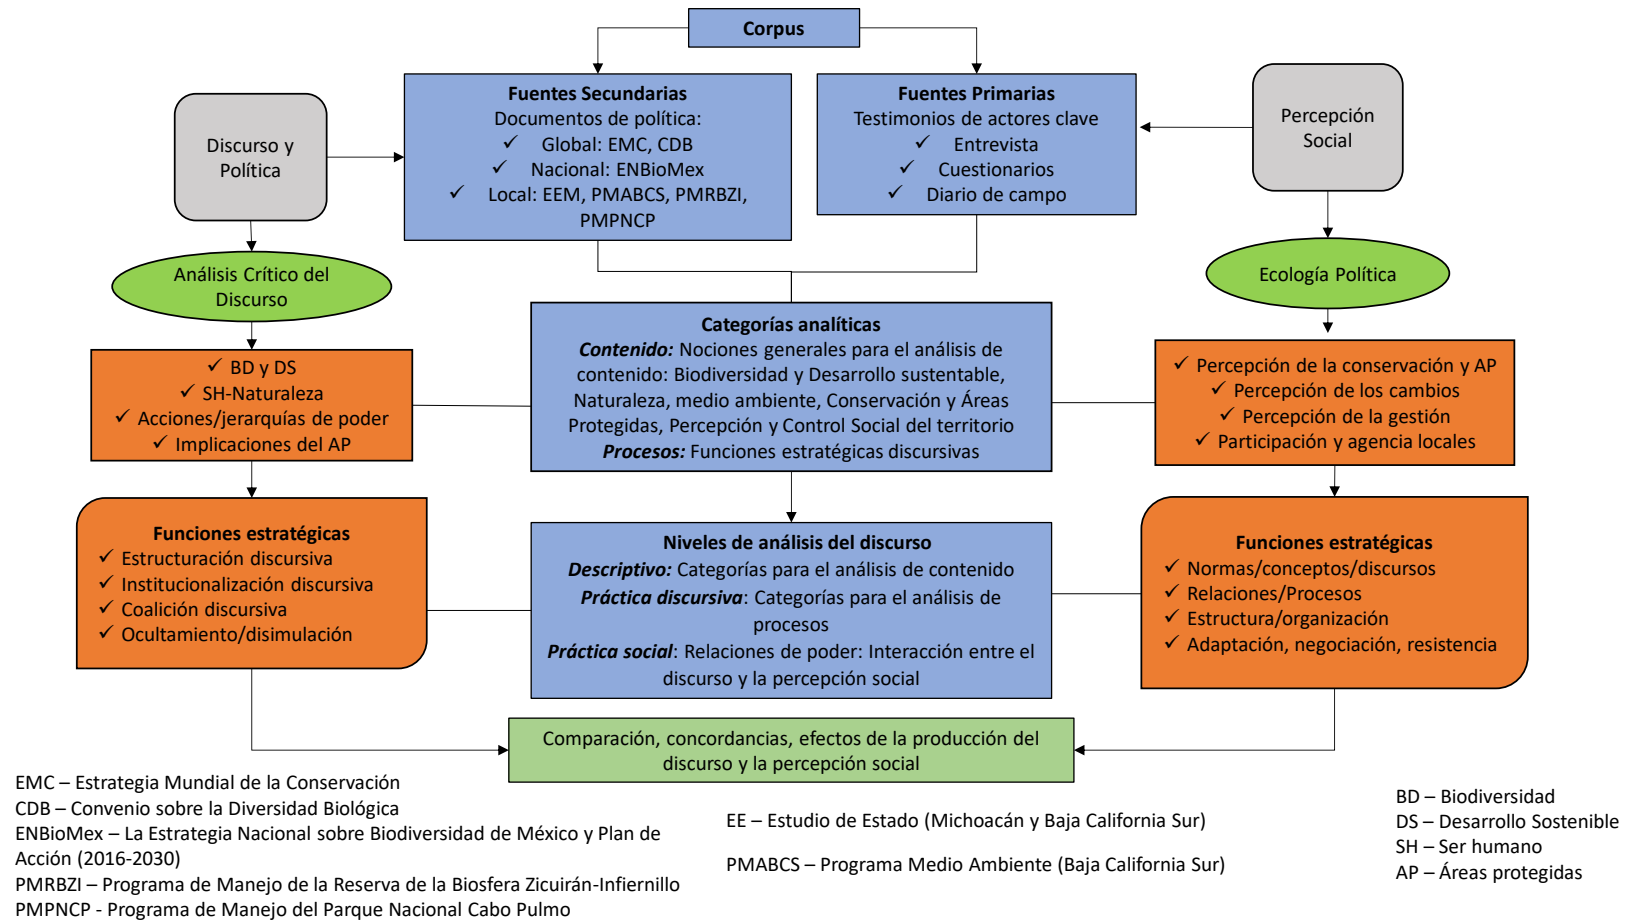 Corpus
Fuentes Secundarias
Documentos de política:
✓ Global: EMC, CDB
✓ Nacional: ENBioMex
✓ Local: EEM, PMABCS, PMRBZI,
PMPNCP
Fuentes Primarias
Testimonios de actores clave
✓ Entrevista
✓ Cuestionarios
✓ Diario de campo
Discurso y
Política
Percepción
Social
Análisis Crítico del
Discurso
Ecología Política
Categorías analíticas
Contenido: Nociones generales para el análisis de
contenido: Biodiversidad y Desarrollo sustentable,
Naturaleza, medio ambiente, Conservación y Áreas
Protegidas, Percepción y Control Social del territorio
Procesos: Funciones estratégicas discursivas
✓ BD y DS
✓ SH-Naturaleza
✓ Acciones/jerarquías de poder
✓ Implicaciones del AP
✓ Percepción de la conservación y AP
✓ Percepción de los cambios
✓ Percepción de la gestión
✓ Participación y agencia locales
Funciones estratégicas
✓ Estructuración discursiva
✓ Institucionalización discursiva
✓ Coalición discursiva
✓ Ocultamiento/disimulación
Niveles de análisis del discurso
Descriptivo: Categorías para el análisis de contenido
Práctica discursiva: Categorías para el análisis de
procesos
Práctica social: Relaciones de poder: Interacción entre el
discurso y la percepción social
Funciones estratégicas
✓ Normas/conceptos/discursos
✓ Relaciones/Procesos
✓ Estructura/organización
✓ Adaptación, negociación, resistencia
Comparación, concordancias, efectos de la producción del
discurso y la percepción social
EMC – Estrategia Mundial de la Conservación
CDB – Convenio sobre la Diversidad Biológica
ENBioMex – La Estrategia Nacional sobre Biodiversidad de México y Plan de
Acción (2016-2030)
PMRBZI – Programa de Manejo de la Reserva de la Biosfera Zicuirán-Infiernillo
PMPNCP - Programa de Manejo del Parque Nacional Cabo Pulmo
EE – Estudio de Estado (Michoacán y Baja California Sur)
PMABCS – Programa Medio Ambiente (Baja California Sur)
BD – Biodiversidad
DS – Desarrollo Sostenible
SH – Ser humano
AP – Áreas protegidas